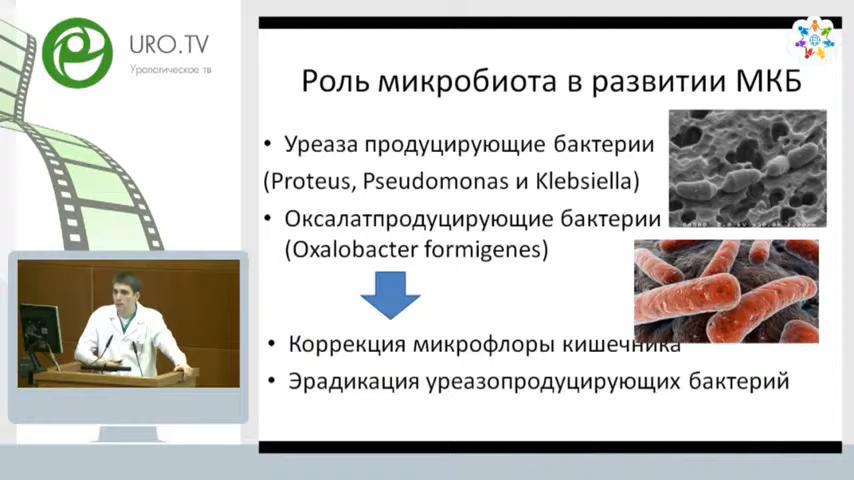 URO.TV
Урологическое тв
Роль микробиота в развитии МКБ
• Уреаза продуцирующие бактерии
(Proteus, Pseudomonas и Klebsiella)
• Оксалатпродуцирующие бактерии
(Oxalobacter formigenes)
• Коррекция микрофлоры кишечника
• Эрадикация уреазопродуцирующих бактерий